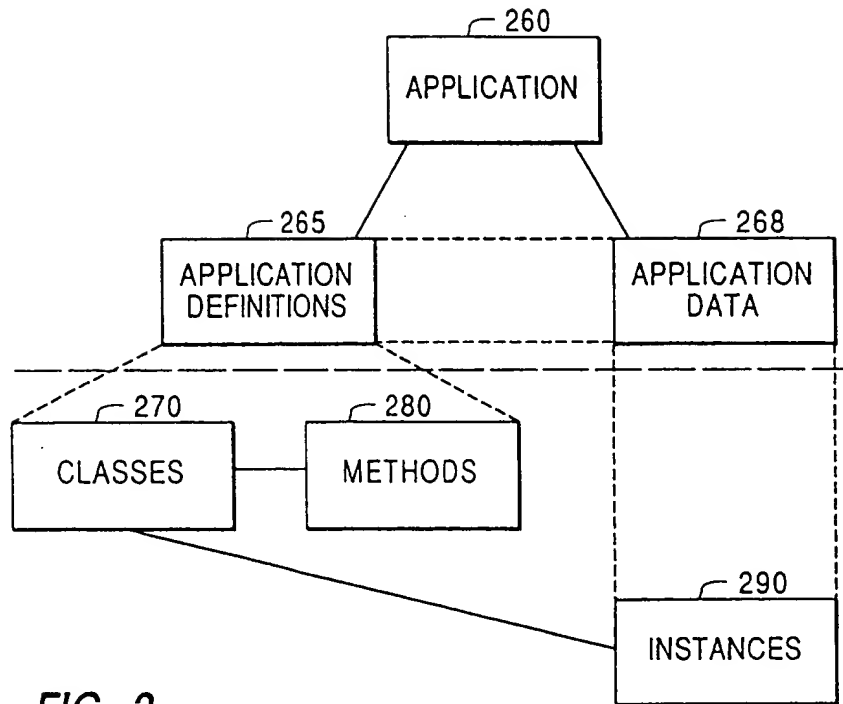 260
APPLICATION
265
268
APPLICATION
DEFINITIONS
APPLICATION
DATA
270
280
CLASSES
METHODS
290
INSTANCES